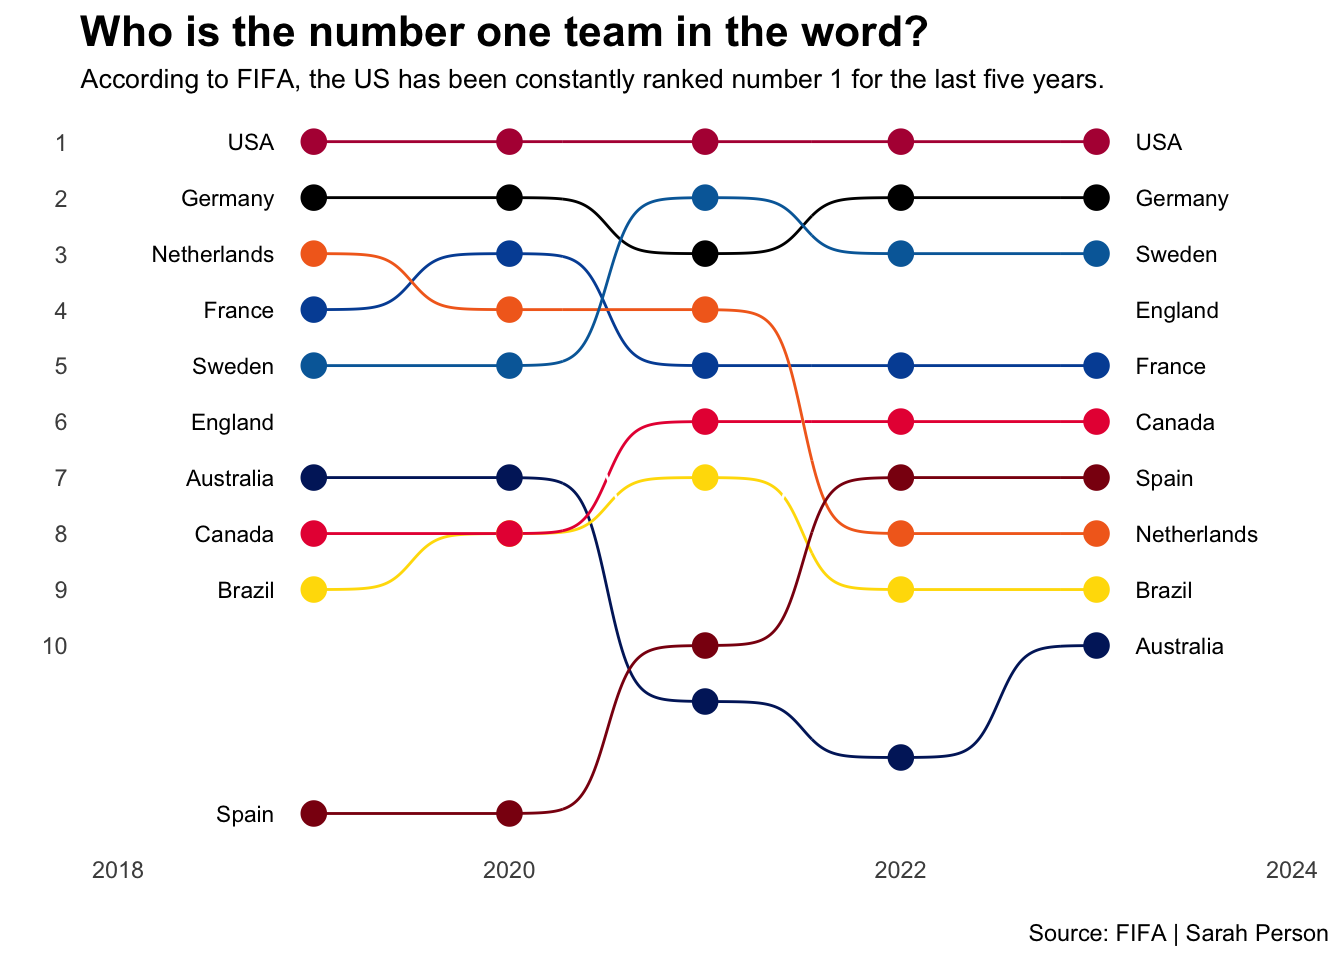 Who is the number one team in the word?
According to FIFA, the US has been constantly ranked number 1 for the last five years.
1 USA USA
2 Germany Germany
3 Netherlands Sweden
4 France England
5 Sweden France
6 England Canada
7 Australia Spain
8 Canada Netherlands
9 Brazil Brazil
10 Australia
Spain
2018 2020 2022 2024
Source: FIFA | Sarah Person